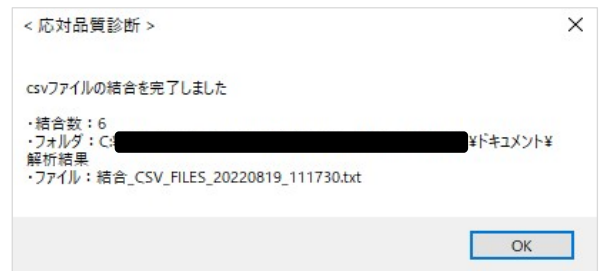 < 応対品質診断 >
csvファイルの結合を完了しました
・結合数：6
・フォルダ：C:
¥ドキュメント¥
解析結果
・ファイル：結合_CSV_FILES_20220819_111730.txt
OK